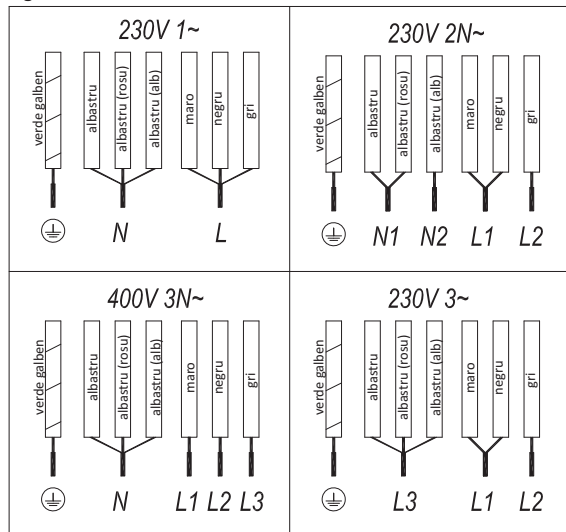 230V 1~
verde galben
albastru
albastru (rosu)
albastru (alb)
maro
negru
gri
N
L
230V 2N~
verde galben
albastru
albastru (rosu)
albastru (alb)
maro
negru
gri
N1 N2 L1 L2
400V 3N~
verde galben
albastru
albastru (rosu)
albastru (alb)
maro
negru
gri
N
L1 L2 L3
230V 3~
verde galben
albastru
albastru (rosu)
albastru (alb)
maro
negru
gri
L3
L1 L2